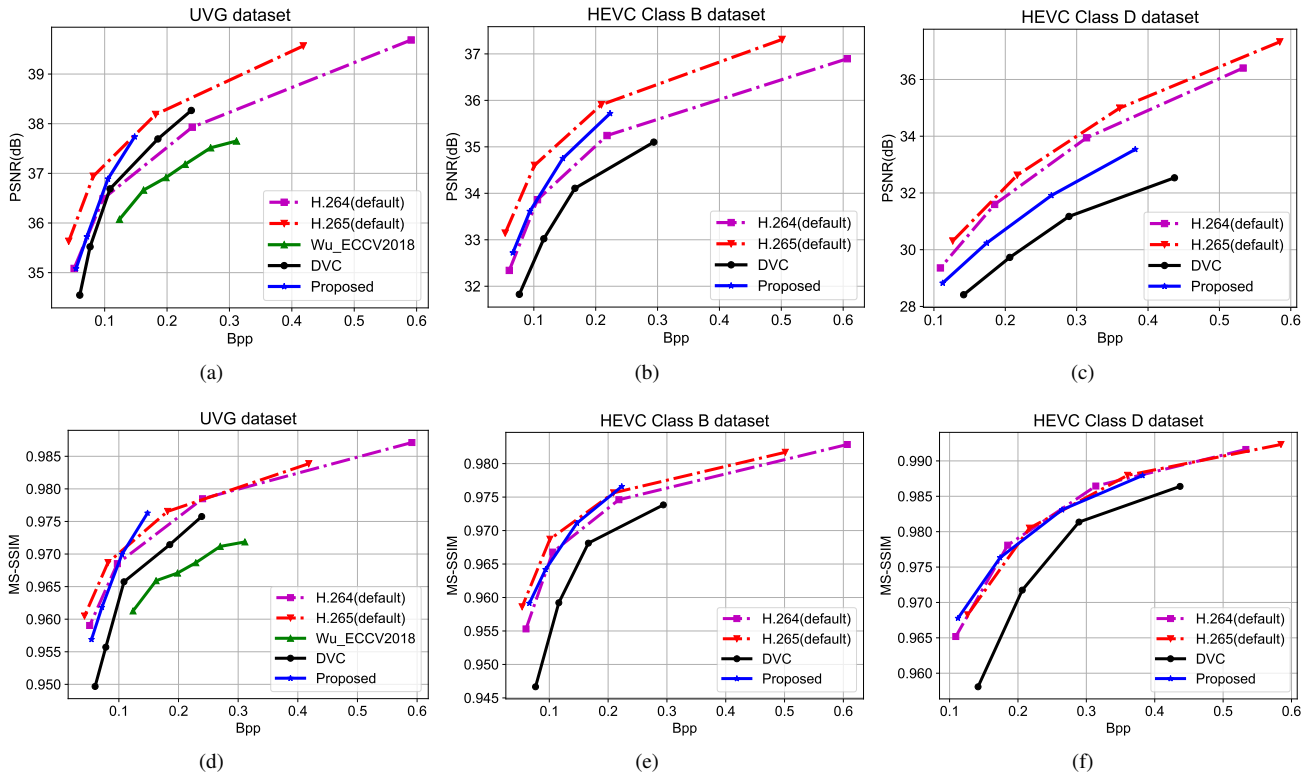 UVG dataset
39
38
37
36
35
PSNR(dB)
0.1
0.2
0.3
0.4
0.5
0.6
Bpp
H.264(default)
H.265(default)
Wu_ECCV2018
DVC
Proposed
(a)
HEVC Class B dataset
37
36
35
34
33
32
PSNR(dB)
0.1
0.2
0.3
0.4
0.5
0.6
Bpp
H.264(default)
H.265(default)
DVC
Proposed
(b)
HEVC Class D dataset
36
34
32
30
28
PSNR(dB)
0.1
0.2
0.3
0.4
0.5
0.6
Bpp
H.264(default)
H.265(default)
DVC
Proposed
(c)
UVG dataset
0.985
0.980
0.975
0.970
0.965
0.960
0.955
0.950
MS-SSIM
0.1
0.2
0.3
0.4
0.5
0.6
Bpp
H.264(default)
H.265(default)
Wu_ECCV2018
DVC
Proposed
(d)
HEVC Class B dataset
0.980
0.975
0.970
0.965
0.960
0.955
0.950
0.945
MS-SSIM
0.1
0.2
0.3
0.4
0.5
0.6
Bpp
H.264(default)
H.265(default)
DVC
Proposed
(e)
HEVC Class D dataset
0.990
0.985
0.980
0.975
0.970
0.965
0.960
MS-SSIM
0.1
0.2
0.3
0.4
0.5
0.6
Bpp
H.264(default)
H.265(default)
DVC
Proposed
(f)